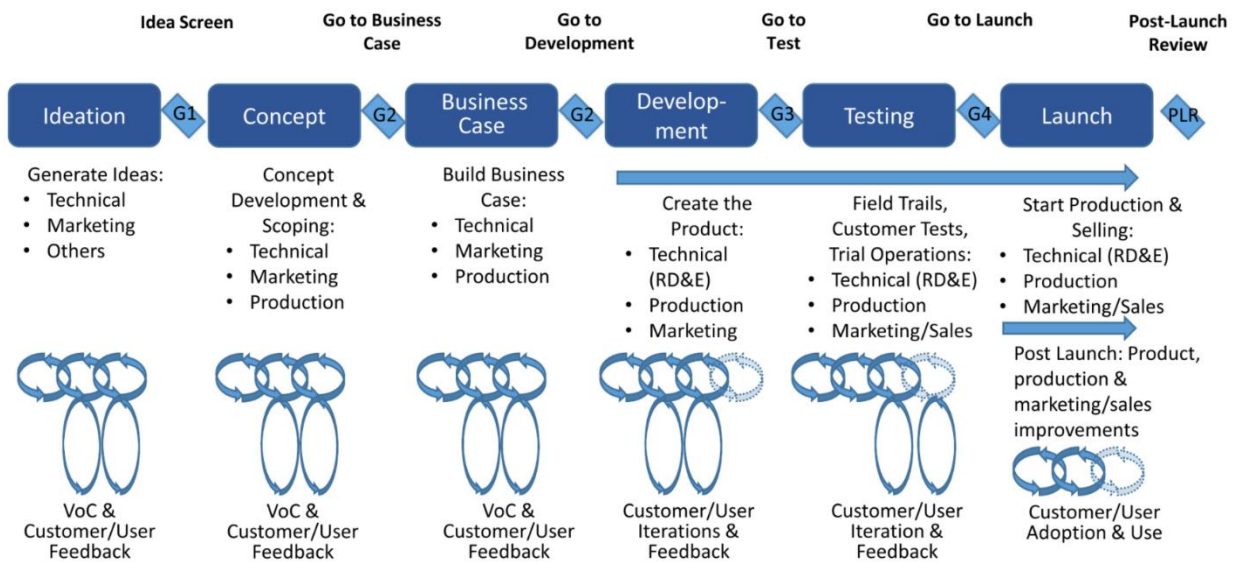 Idea Screen
Go to Business
Case
Go to
Development
Go to
Test
Go to Launch
Post-Launch
Review
Ideation
G1
Concept
G2
Business
Case
G2
Develop-
ment
G3
Testing
G4
Launch
PLR
Generate Ideas:
• Technical
• Marketing
• Others
Concept
Development &
Scoping:
• Technical
• Marketing
• Production
Build Business
Case:
• Technical
• Marketing
• Production
Create the
Product:
• Technical
(RD&E)
• Production
• Marketing
Field Trails,
Customer Tests,
Trial Operations:
• Technical (RD&E)
• Production
• Marketing/Sales
Start Production &
Selling:
• Technical (RD&E)
• Production
• Marketing/Sales
Post Launch: Product,
production &
marketing/sales
improvements
VoC &
Customer/User
Feedback
VoC &
Customer/User
Feedback
VoC &
Customer/User
Feedback
Customer/User
Iterations &
Feedback
Customer/User
Iteration &
Feedback
Customer/User
Adoption & Use